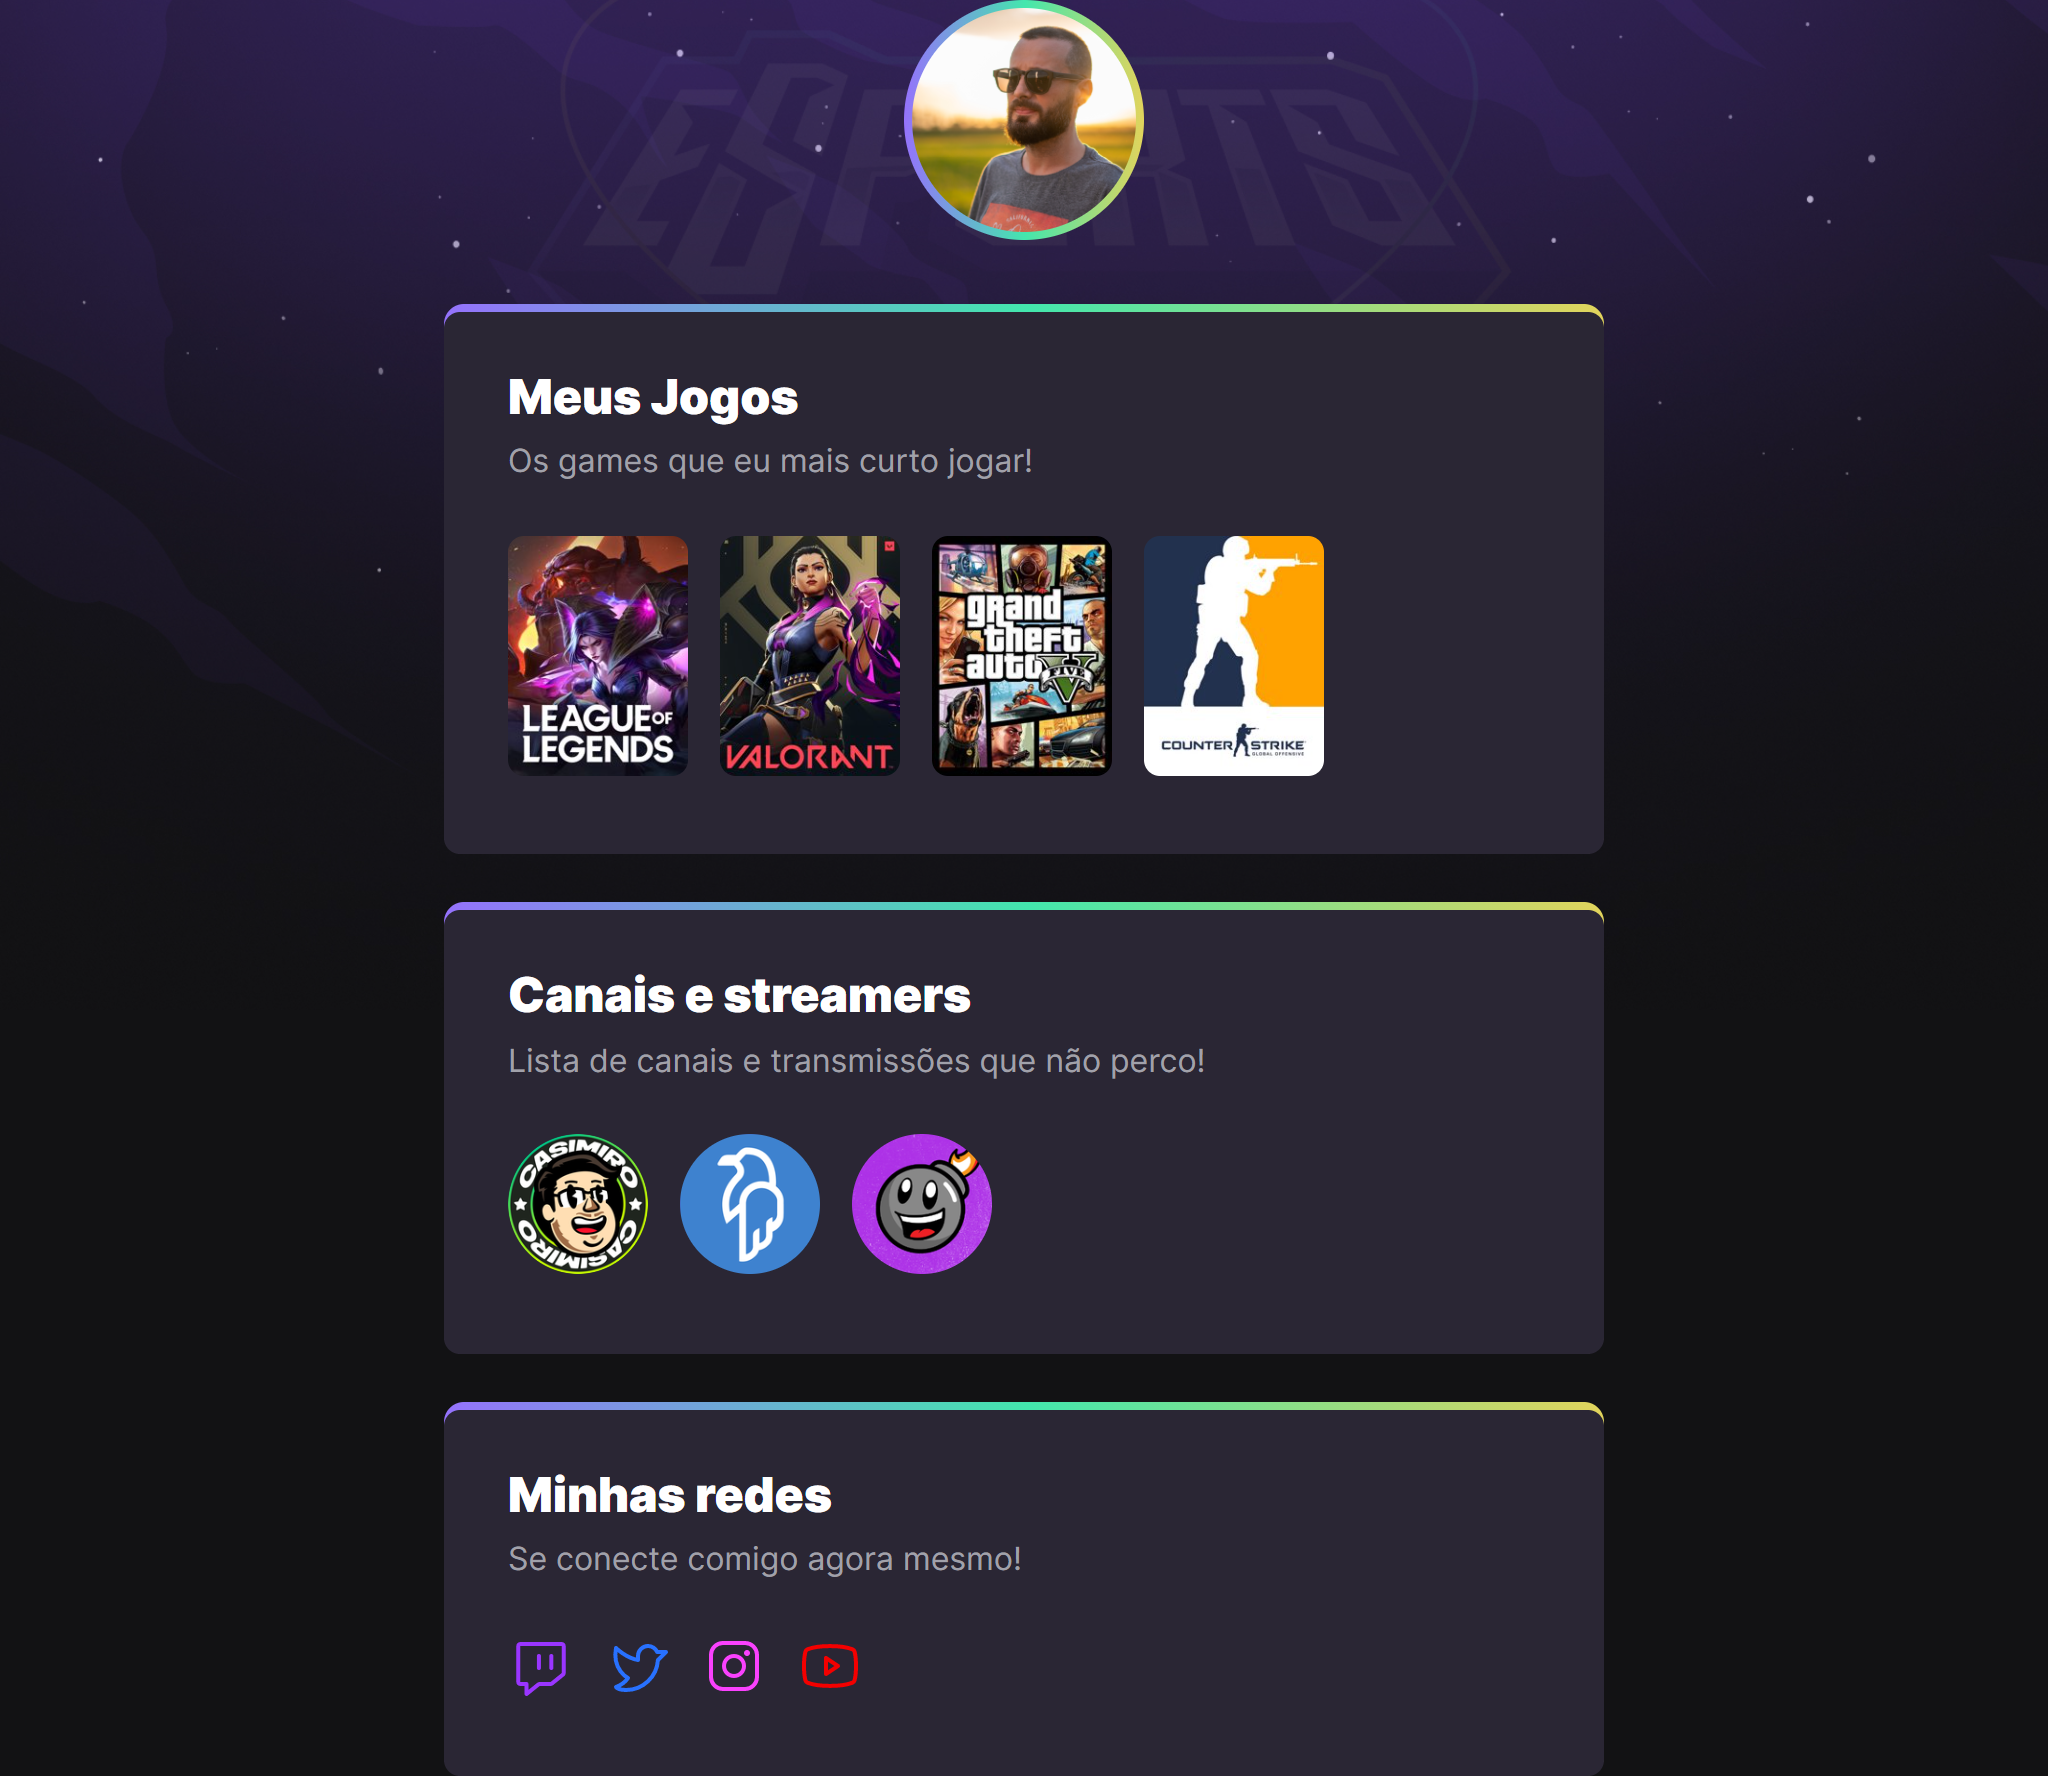 ESPORTS
Meus Jogos
Os games que eu mais curto jogar!
LEAGUE OF
LEGENDS
VALORANT
grand
theft
auto
FIVE
V
COUNTER STRIKE
GLOBAL OFFENSIVE
Canais e streamers
Lista de canais e transmissões que não perco!
CASIMIRO
CASIMIRO
Minhas redes
Se conecte comigo agora mesmo!